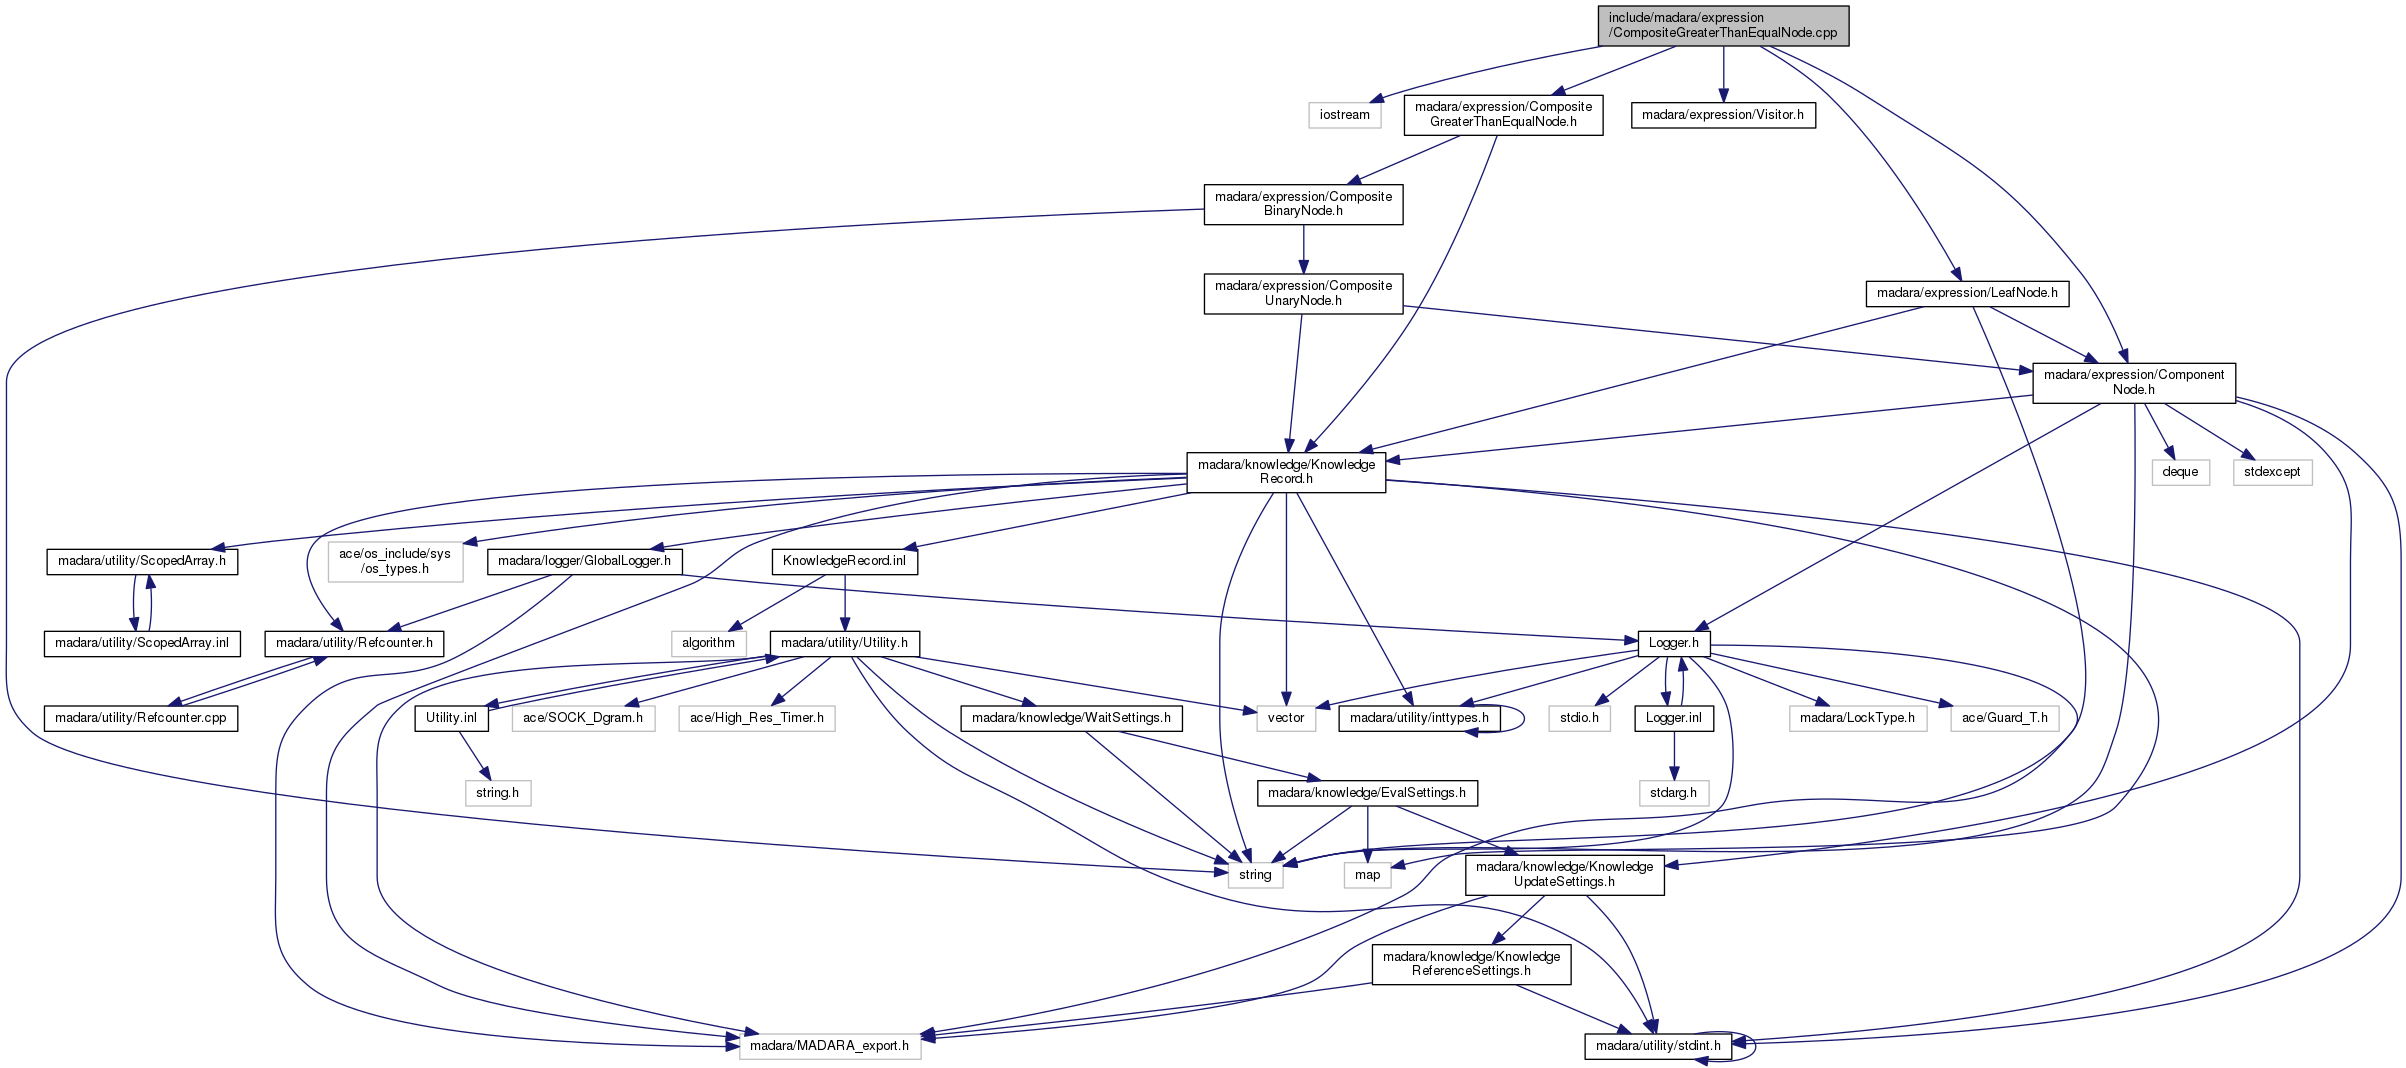 include/madara/expression
/CompositeGreaterThanEqualNode.cpp
iostream
madara/expression/Composite
GreaterThanEqualNode.h
madara/expression/Visitor.h
madara/expression/Composite
BinaryNode.h
madara/expression/Composite
UnaryNode.h
madara/expression/LeafNode.h
madara/expression/Component
Node.h
madara/knowledge/Knowledge
Record.h
deque
stdexcept
madara/utility/ScopedArray.h
ace/os_include/sys
/os_types.h
madara/logger/GlobalLogger.h
KnowledgeRecord.inl
madara/utility/ScopedArray.inl
madara/utility/Refcounter.h
algorithm
madara/utility/Utility.h
Logger.h
madara/utility/Refcounter.cpp
Utility.inl
ace/SOCK_Dgram.h
ace/High_Res_Timer.h
madara/knowledge/WaitSettings.h
vector
madara/utility/inttypes.h
stdio.h
Logger.inl
madara/LockType.h
ace/Guard_T.h
string.h
madara/knowledge/EvalSettings.h
stdarg.h
string
map
madara/knowledge/Knowledge
UpdateSettings.h
madara/knowledge/Knowledge
ReferenceSettings.h
madara/MADARA_export.h
madara/utility/stdint.h